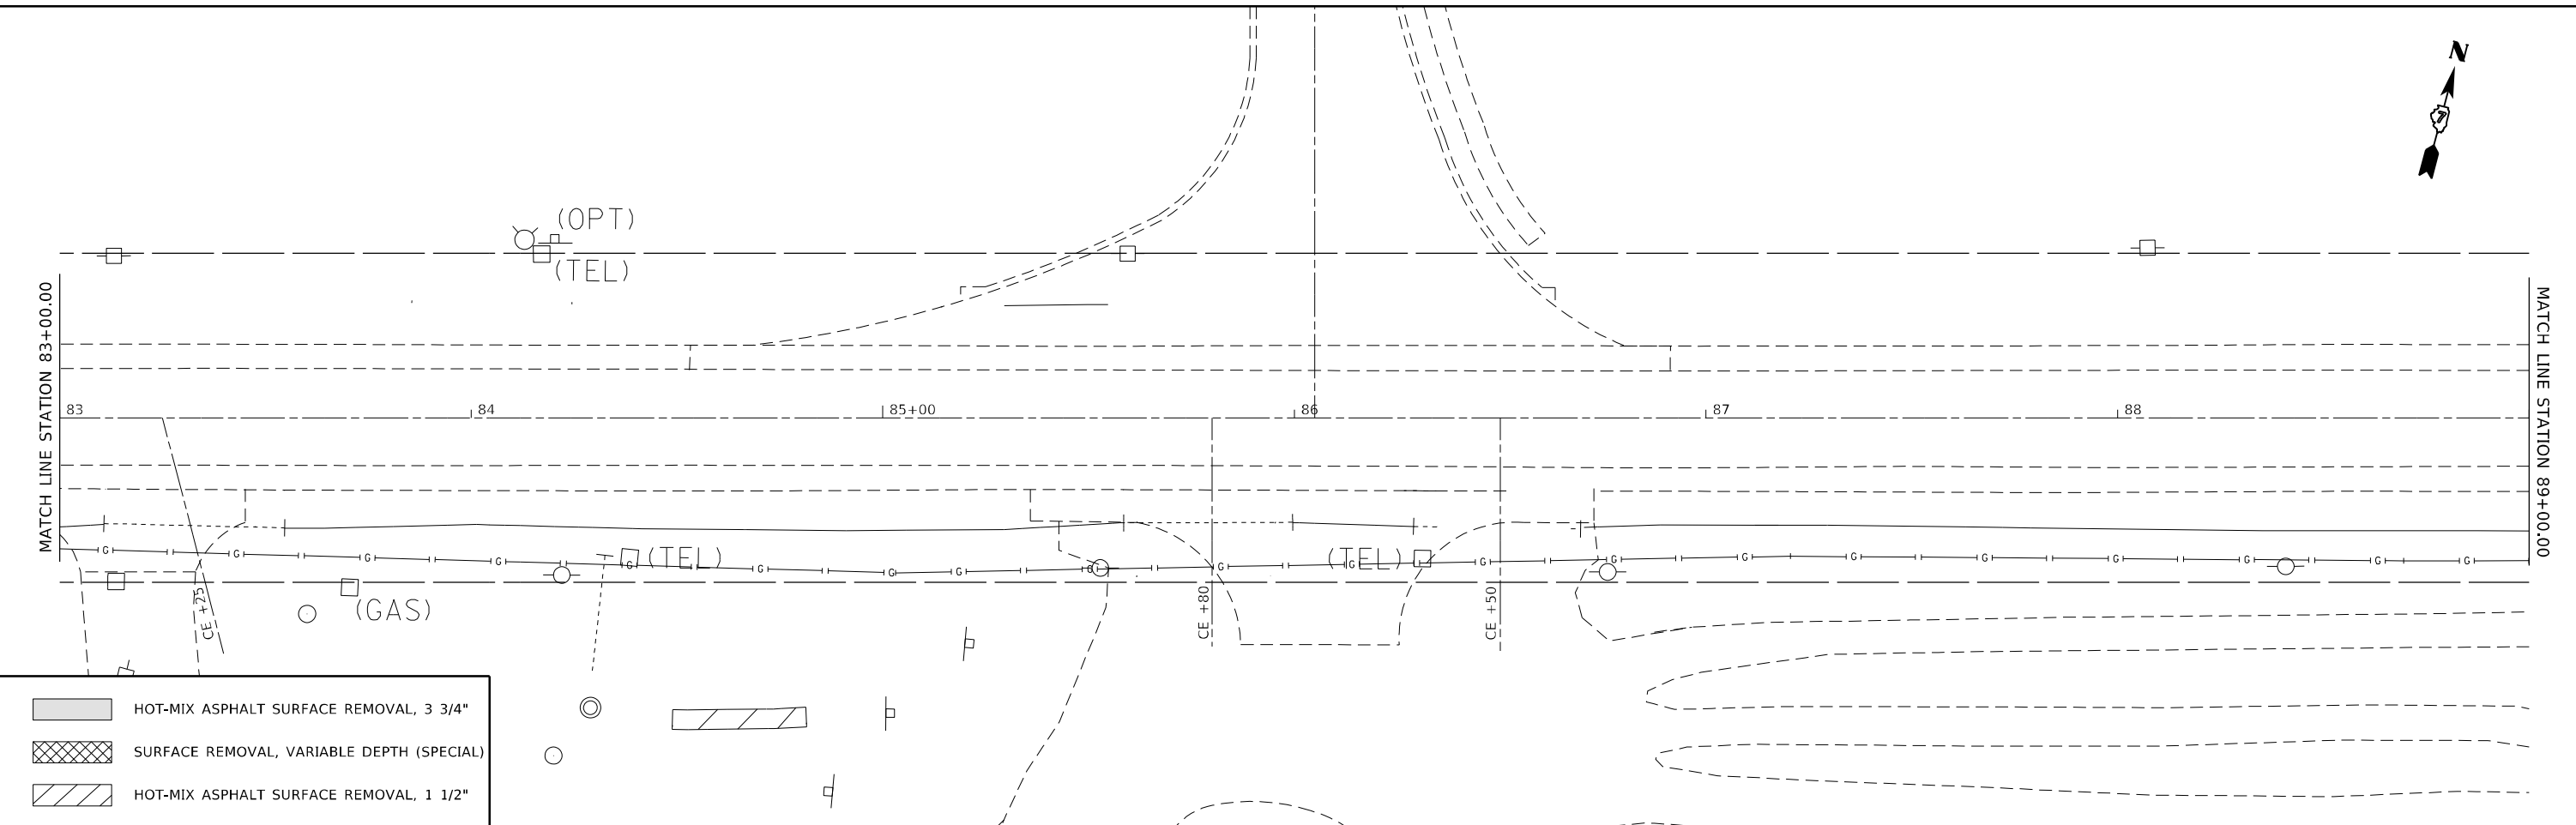 N
7
(OPT)
(TEL)
MATCH LINE STATION 83+00.00
83
84
85+00
86
87
88
MATCH LINE STATION 89+00.00
G G G G G G G G G G G G G G G G G G G
(TEL)
(TEL)
(GAS)
CE +25
CE +80
CE +50
HOT-MIX ASPHALT SURFACE REMOVAL, 3 3/4"
SURFACE REMOVAL, VARIABLE DEPTH (SPECIAL)
HOT-MIX ASPHALT SURFACE REMOVAL, 1 1/2"